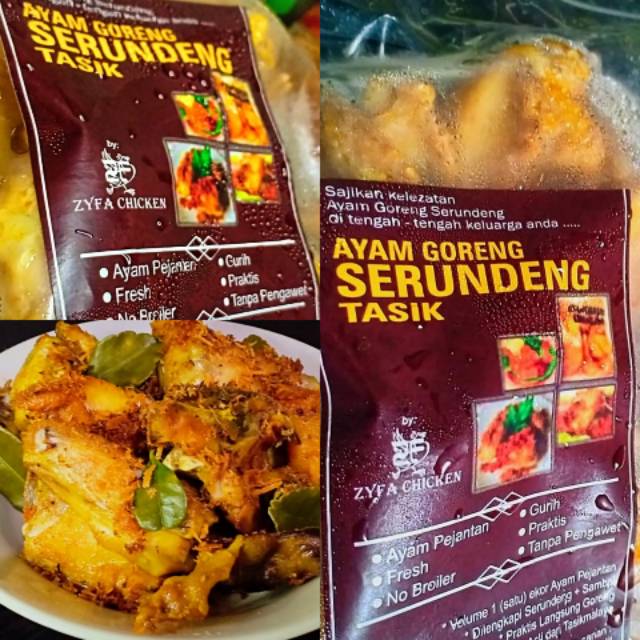 AYAM GORENG
SERUNDENG
TASIK
by:
ZYFA CHICKEN
• Ayam Pejantan
• Fresh
• No Broiler
• Gurih
• Praktis
• Tanpa Pengawet
Sajikan Kelezatan
Ayam Goreng Serundeng
di tengah - tengah keluarga anda .....
AYAM GORENG
SERUNDENG
TASIK
by:
ZYFA CHICKEN
• Ayam Pejantan
• Fresh
• No Broiler
• Gurih
• Praktis
• Tanpa Pengawet
* Volume 1 (satu) ekor Ayam Pejantan
* Dilengkapi Serundeng + Sambal
* Praktis Langsung Goreng
dari Tasikmalaya